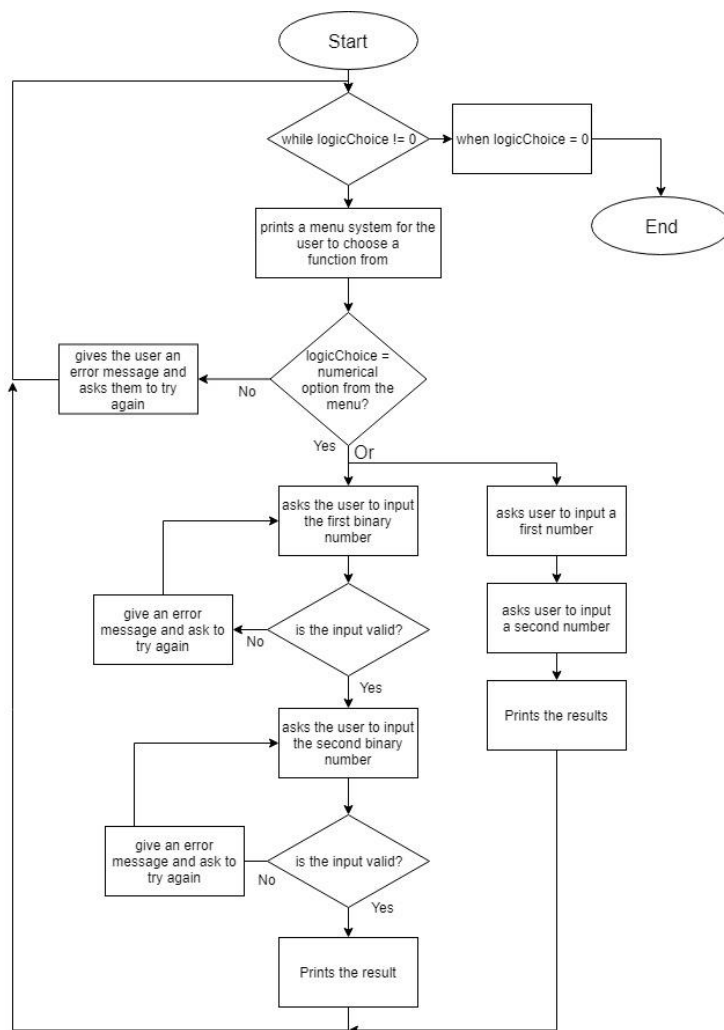 Start
while logicChoice != 0
when logicChoice = 0
End
prints a menu system for the
user to choose a
function from
logicChoice =
numerical
option from the
menu?
No
gives the user an
error message and
asks them to try
again
Yes
Or
asks the user to input
the first binary
number
asks user to input a
first number
is the input valid?
No
give an error
message and ask to
try again
asks user to input
a second number
Yes
asks the user to input
the second binary
number
Prints the results
is the input valid?
No
give an error
message and ask to
try again
Yes
Prints the result